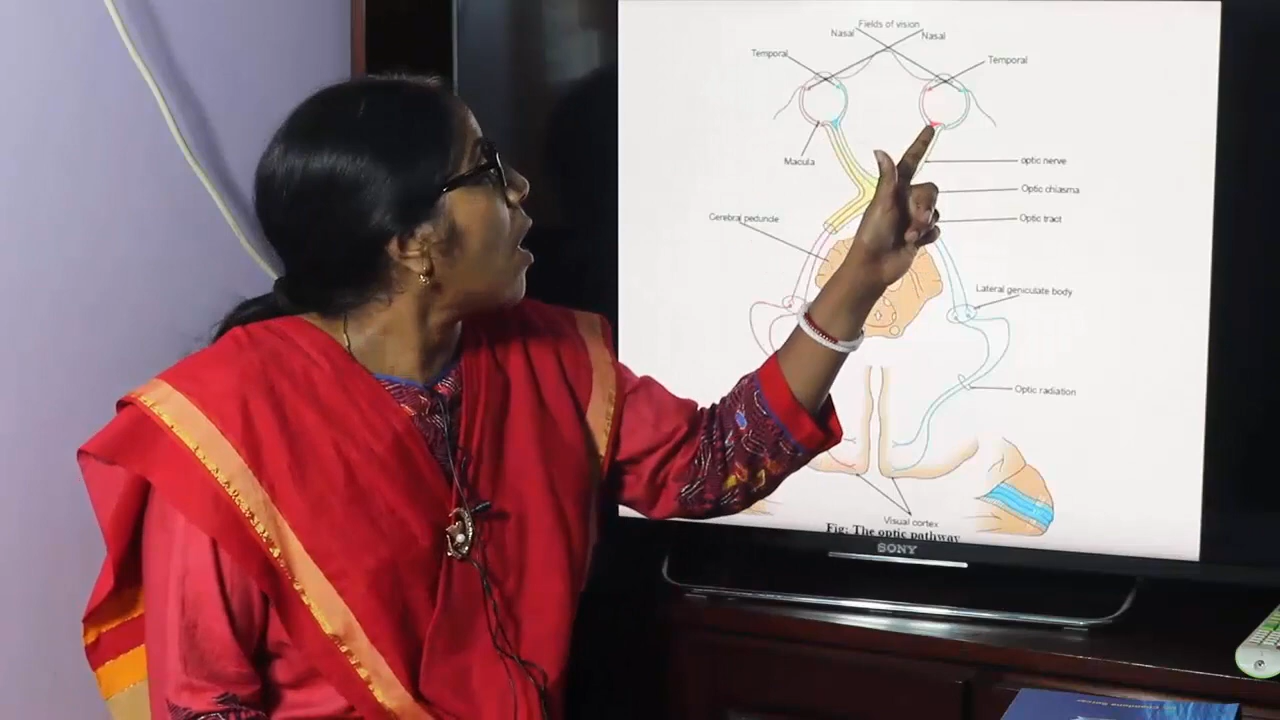 Fields of vision
Nasal
Nasal
Temporal
Temporal
Macula
optic nerve
Optic chiasma
Cerebral peduncle
Optic tract
Lateral geniculate body
Optic radiation
Visual cortex
Fig: The optic pathway
SONY